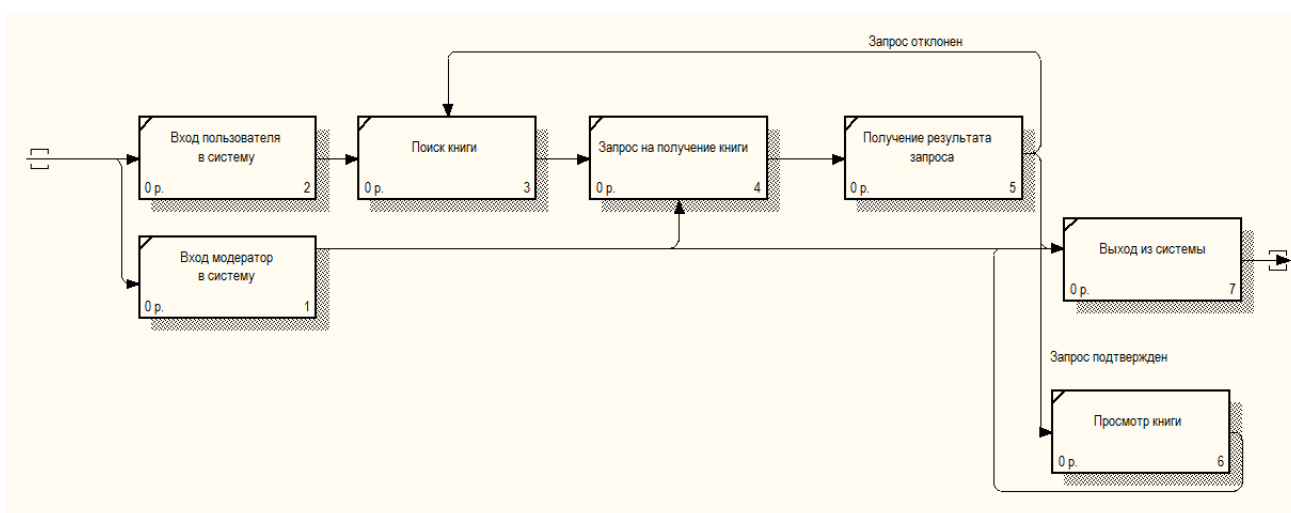 Запрос отклонен
Вход пользователя
в систему
0 р. 2
Поиск книги
0 р. 3
Запрос на получение книги
0 р. 4
Получение результата
запроса
0 р. 5
Вход модератор
в систему
0 р. 1
Выход из системы
0 р. 7
Запрос подтвержден
Просмотр книги
0 р. 6